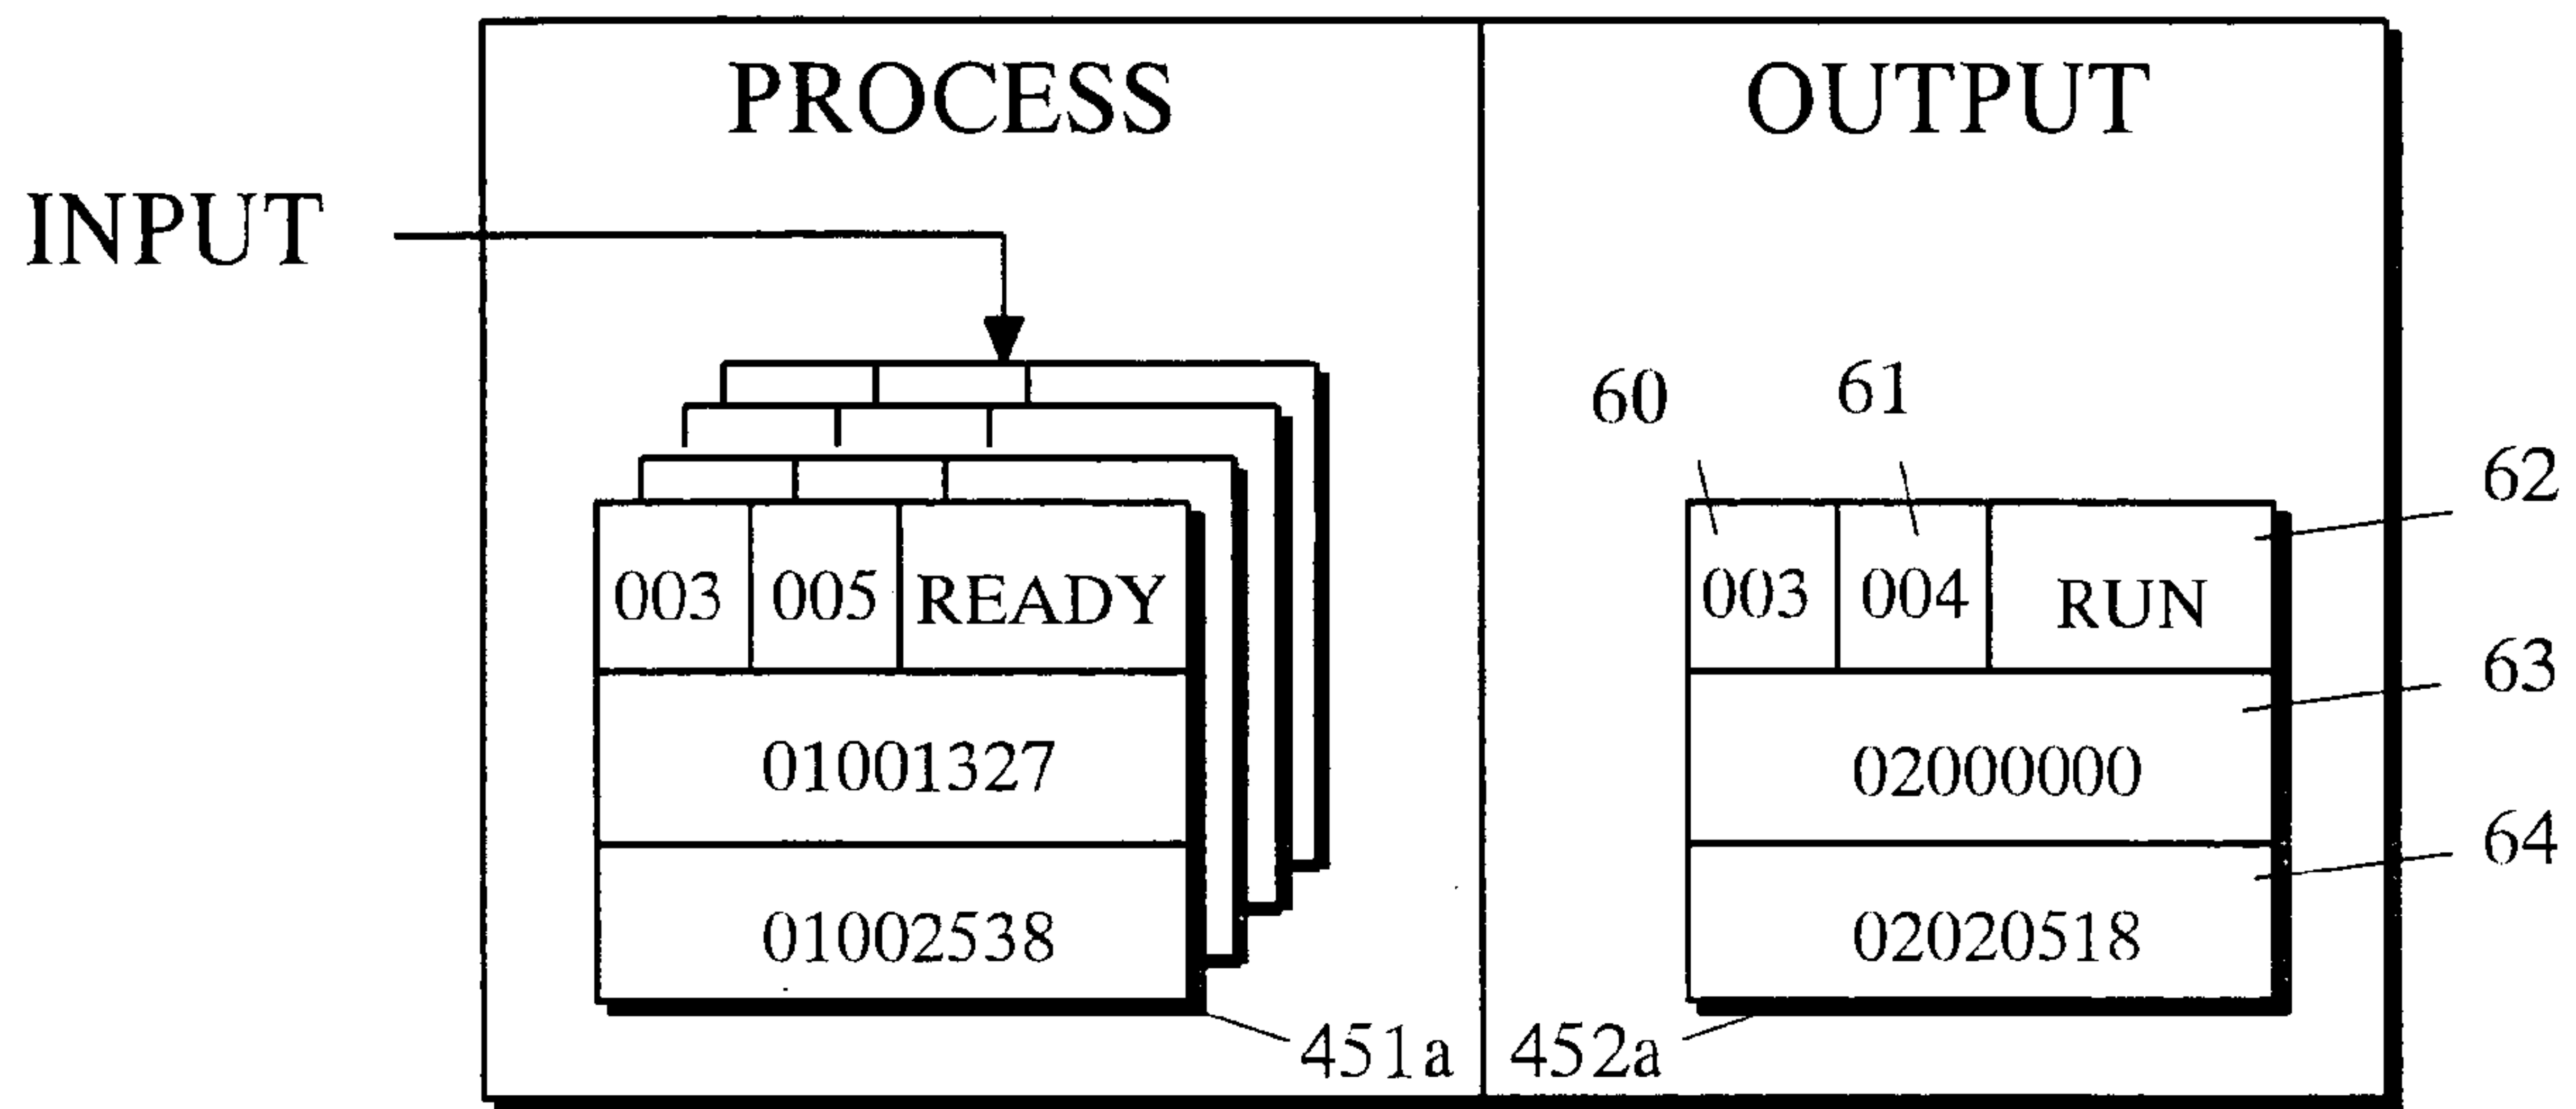 PROCESS
OUTPUT
INPUT
003 005 READY
01001327
01002538
451a
60 61
62
003 004 RUN
63
02000000
64
02020518
452a